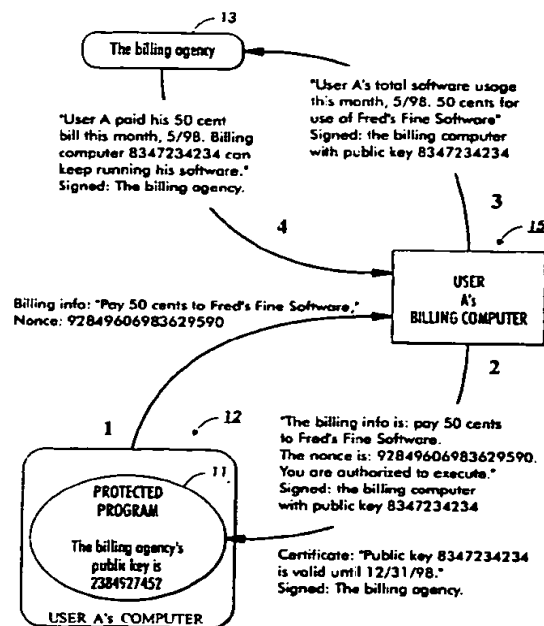 13
The billing agency
"User A's total software usage
this month, 5/98. 50 cents for
use of Fred's Fine Software"
Signed: the billing computer
with public key 8347234234
"User A paid his 50 cent
bill this month, 5/98. Billing
computer 8347234234 can
keep running his software."
Signed: The billing agency.
3
4
15
USER
A's
BILLING COMPUTER
Billing info: "Pay 50 cents to Fred's Fine Software,"
Nonce: 92849606983629590
2
1
12
"The billing info is: pay 50 cents
to Fred's Fine Software.
The nonce is: 92849606983629590.
You are authorized to execute."
Signed: the billing computer
with public key 8347234234
11
PROTECTED
PROGRAM
The billing agency's
public key is
2384927452
USER A's COMPUTER
Certificate: "Public key 8347234234
is valid until 12/31/98."
Signed: The billing agency.